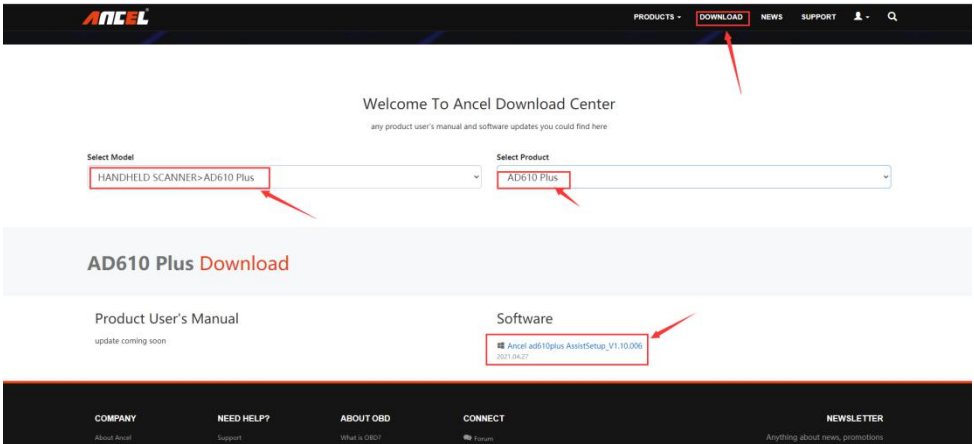 ANCEL
PRODUCTS
DOWNLOAD
NEWS
SUPPORT
Welcome To Ancel Download Center
any product user's manual and software updates you could find here
Select Model
Select Product
HANDHELD SCANNER>AD610 Plus
AD610 Plus
AD610 Plus Download
Product User's Manual
Software
update coming soon
Ancel ad610plus AssistSetup_V1.10.006
2021.04.27
COMPANY
NEED HELP?
ABOUT OBD
CONNECT
NEWSLETTER
About Ancel
Support
What is OBD?
Forum
Anything about news, promotions